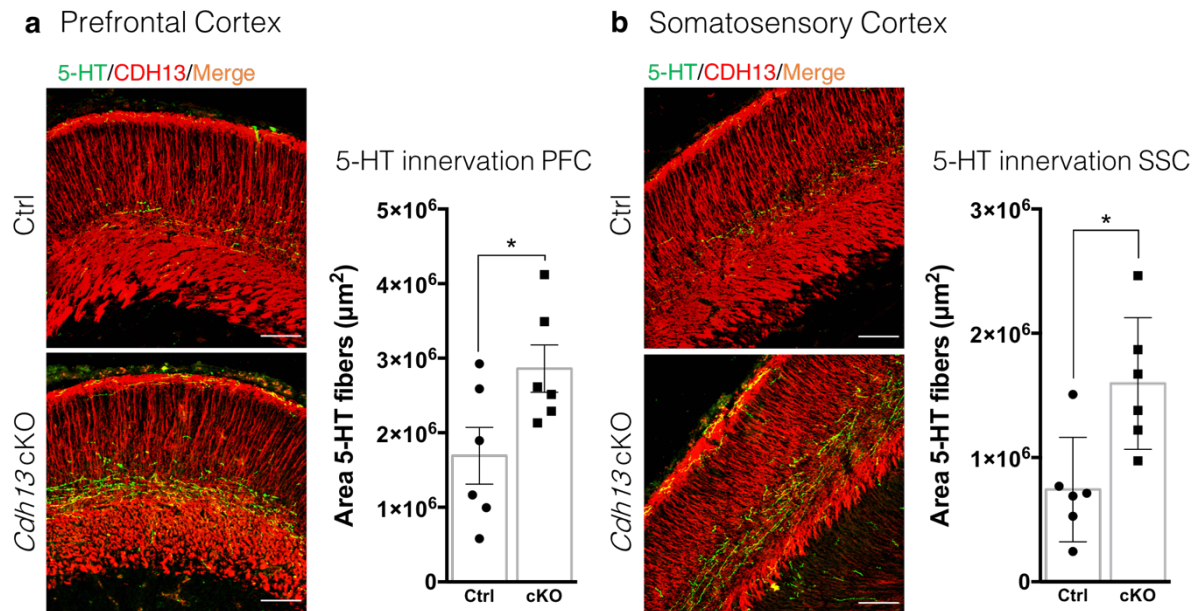 a Prefrontal Cortex
5-HT/CDH13/Merge
Ctrl
Cdh13 cKO
5-HT innervation PFC
Area 5-HT fibers (µm²)
5×10⁶
4×10⁶
3×10⁶
2×10⁶
1×10⁶
0
*
Ctrl cKO
b Somatosensory Cortex
5-HT/CDH13/Merge
Ctrl
Cdh13 cKO
5-HT innervation SSC
Area 5-HT fibers (µm²)
3×10⁶
2×10⁶
1×10⁶
0
*
Ctrl cKO